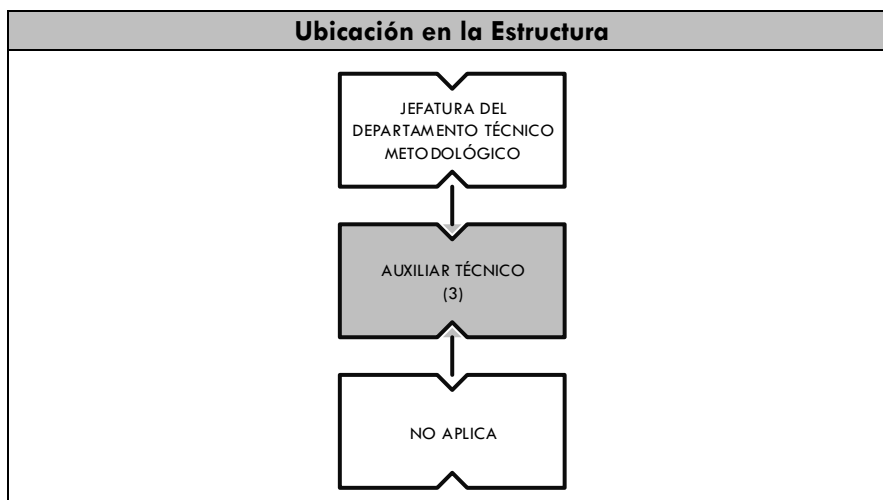 Ubicación en la Estructura
JEFATURA DEL
DEPARTAMENTO TÉCNICO
METODOLÓGICO
AUXILIAR TÉCNICO
(3)
NO APLICA